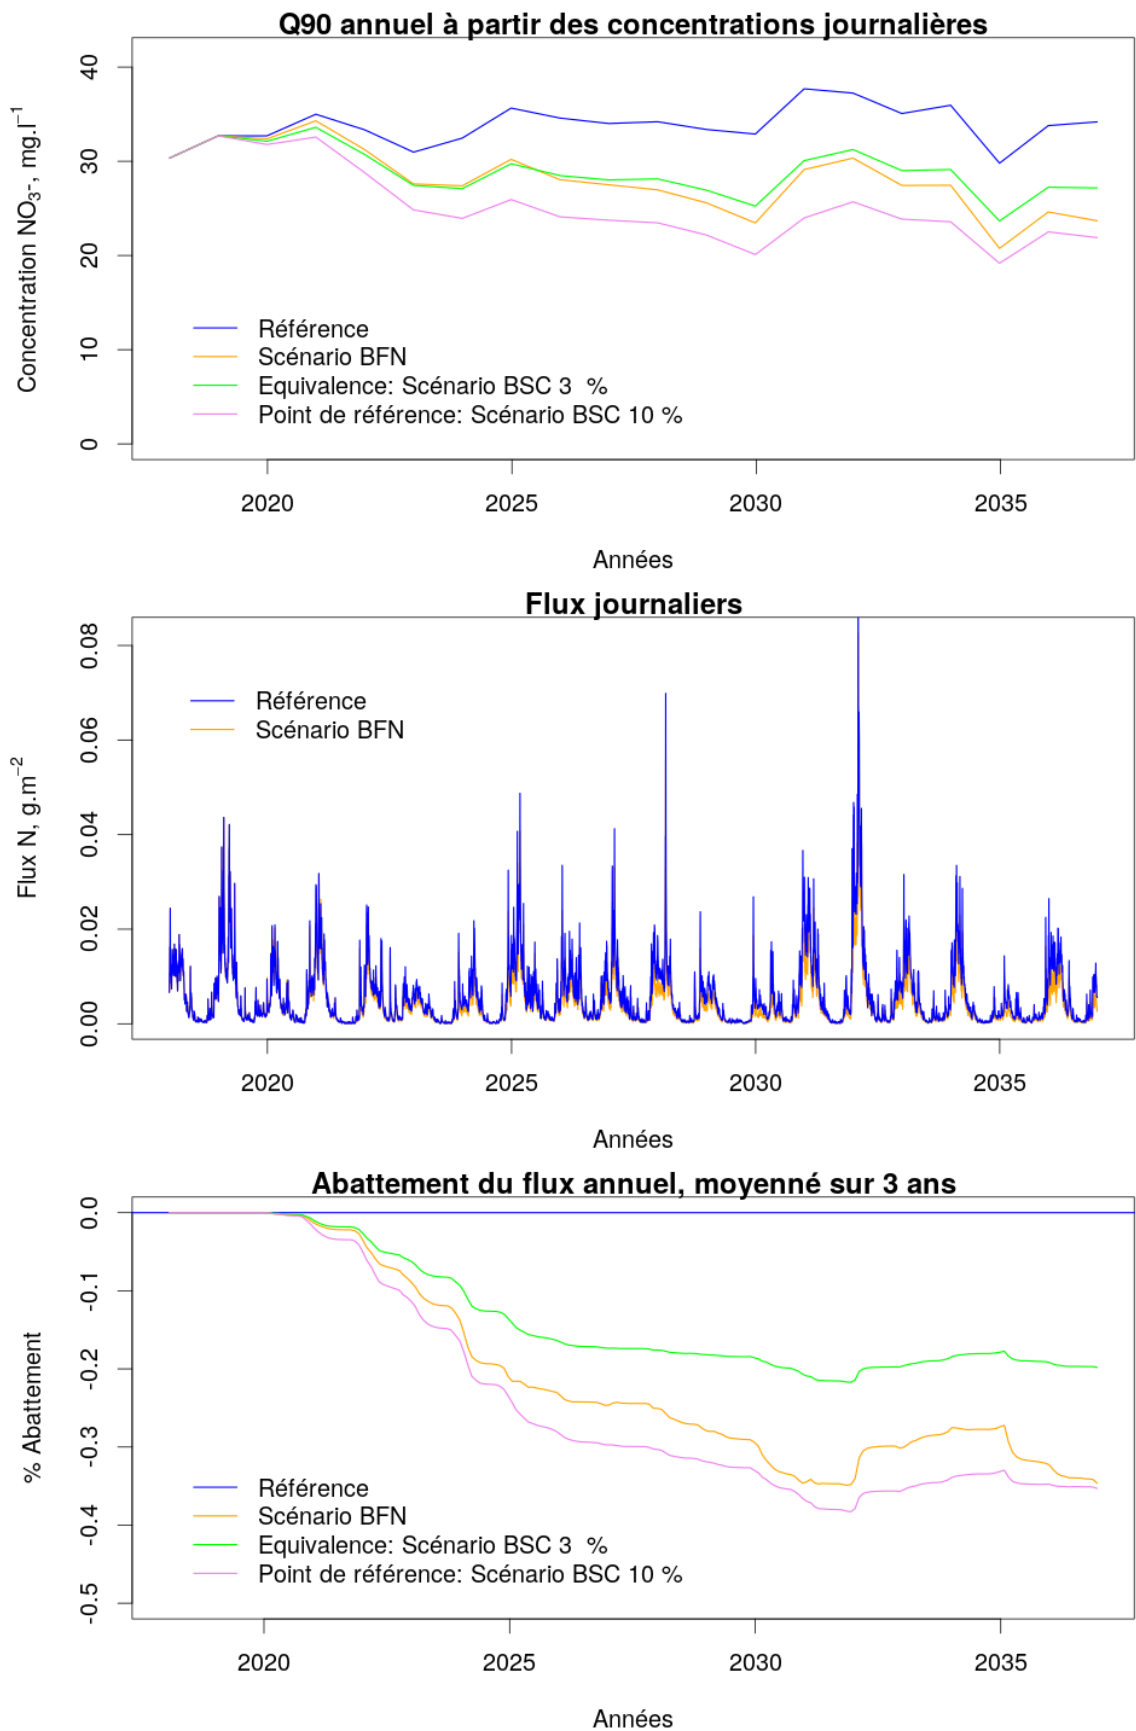 Q90 annuel à partir des concentrations journalières
Concentration NO₃-, mg.l⁻¹
40
30
20
10
0
Référence
Scénario BFN
Equivalence: Scénario BSC 3 %
Point de référence: Scénario BSC 10 %
2020 2025 2030 2035
Années
Flux journaliers
Flux N, g.m⁻²
0.08
0.06
0.04
0.02
0.00
Référence
Scénario BFN
2020 2025 2030 2035
Années
Abattement du flux annuel, moyenné sur 3 ans
% Abattement
0.0
-0.1
-0.2
-0.3
-0.4
-0.5
Référence
Scénario BFN
Equivalence: Scénario BSC 3 %
Point de référence: Scénario BSC 10 %
2020 2025 2030 2035
Années